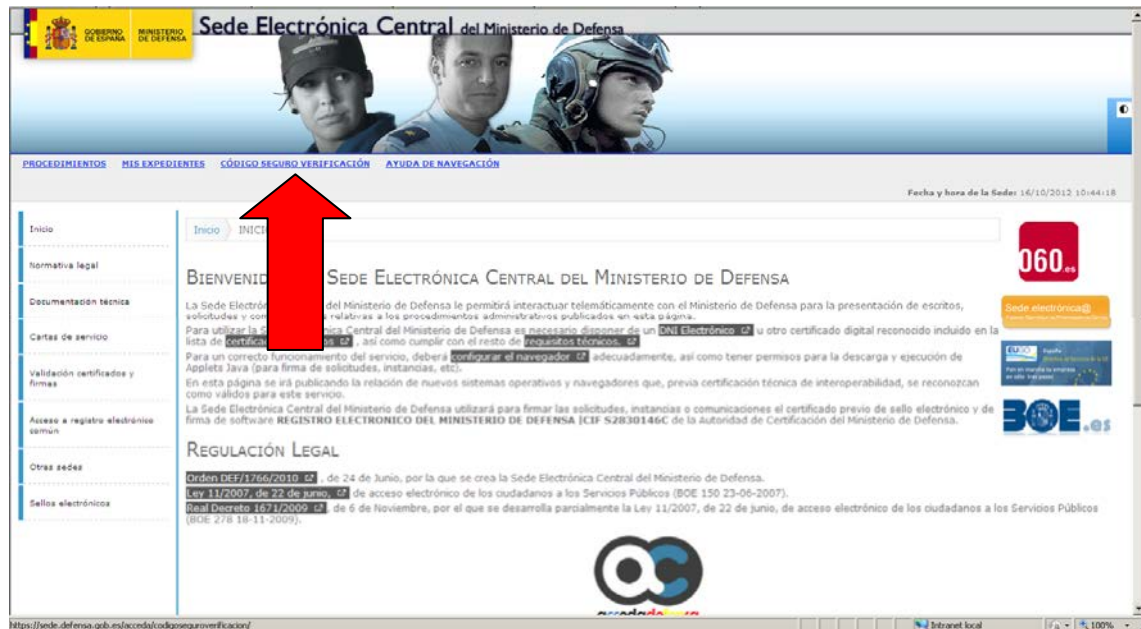 GOBIERNO DE ESPAÑA
MINISTERIO DE DEFENSA
Sede Electrónica Central del Ministerio de Defensa
PROCEDIMIENTOS MIS EXPEDIENTES CÓDIGO SEGURO VERIFICACIÓN AYUDA DE NAVEGACIÓN
Fecha y hora de la Sede: 16/10/2012 10:44:18
Inicio
Normativa legal
Documentación técnica
Cartas de servicio
Validación certificados y
firmas
Acceso a registro electrónico
común
Otras sedes
Sellos electrónicos
Inicio INICI
BIENVENID SEDE ELECTRÓNICA CENTRAL DEL MINISTERIO DE DEFENSA
La Sede Electrón del Ministerio de Defensa le permitirá interactuar telemáticamente con el Ministerio de Defensa para la presentación de escritos,
solicitudes y com relativas a los procedimientos administrativos publicados en esta página.
Para utilizar la S nica Central del Ministerio de Defensa es necesario disponer de un DNI Electrónico u otro certificado digital reconocido incluido en la
lista de certificad os , así como cumplir con el resto de requisitos técnicos.
Para un correcto funcionamiento del servicio, deberá configurar el navegador adecuadamente, así como tener permisos para la descarga y ejecución de
Applets Java (para firma de solicitudes, instancias, etc).
En esta página se irá publicando la relación de nuevos sistemas operativos y navegadores que, previa certificación técnica de interoperabilidad, se reconozcan
como válidos para este servicio.
La Sede Electrónica Central del Ministerio de Defensa utilizará para firmar las solicitudes, instancias o comunicaciones el certificado previo de sello electrónico y de
firma de software REGISTRO ELECTRONICO DEL MINISTERIO DE DEFENSA |CIF S2830146C de la autoridad de Certificación del Ministerio de Defensa.
REGULACIÓN LEGAL
Orden DEF/1766/2010 , de 24 de Junio, por la que se crea la Sede Electrónica Central del Ministerio de Defensa.
Ley 11/2007, de 22 de junio, de acceso electrónico de los ciudadanos a los Servicios Públicos (BOE 150 23-06-2007).
Real Decreto 1671/2009 , de 6 de Noviembre, por el que se desarrolla parcialmente la Ley 11/2007, de 22 de junio, de acceso electrónico de los ciudadanos a los Servicios Públicos
(BOE 278 18-11-2009).
060.es
Sede electrónica@
EUGO España
BOE.es
https://sede.defensa.gob.es/acceda/codigoseguroverificacion/
Intranet local 100%